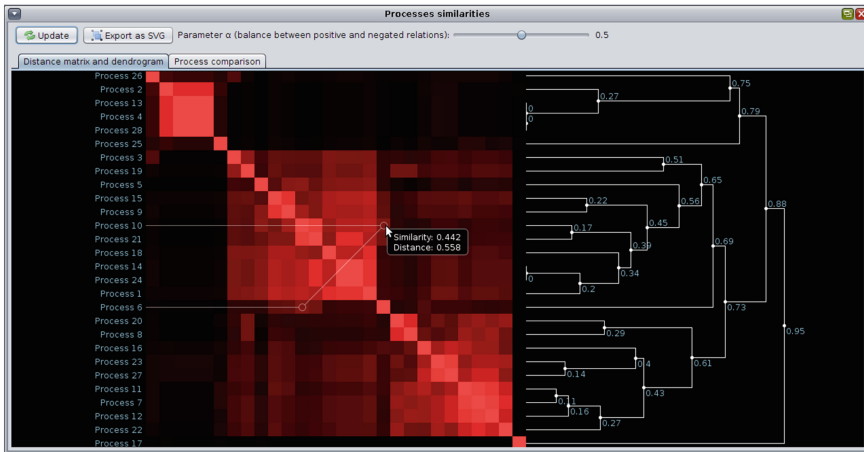 Processes similarities
Update Export as SVG Parameter α (balance between positive and negated relations): 0.5
Distance matrix and dendrogram Process comparison
Process 26
Process 2
Process 13
Process 4
Process 28
Process 25
Process 3
Process 19
Process 5
Process 15
Process 9
Process 10
Process 21
Process 18
Process 14
Process 24
Process 1
Process 6
Process 20
Process 8
Process 16
Process 23
Process 27
Process 11
Process 7
Process 12
Process 22
Process 17
Similarity: 0.442
Distance: 0.558
0.75
0.27
0
0
0.79
0.51
0.65
0.22
0.56
0.88
0.17
0.45
0.39
0.69
0.34
0
0.2
0.73
0.29
0.95
0.4
0.61
0.14
0.43
0.11
0.16
0.27